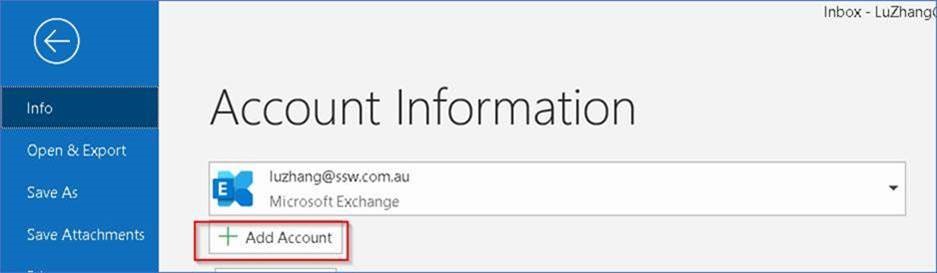 Inbox - LuZhang@
Account Information
Info
Open & Export
Save As
Save Attachments
luzhang@ssw.com.au
E
Microsoft Exchange
+ Add Account